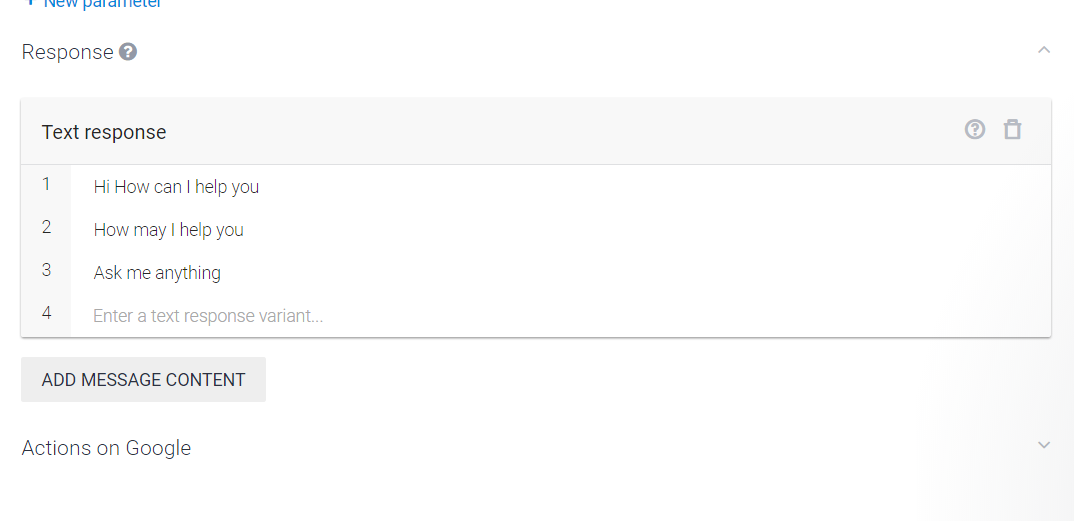 + New parameter
Response ?
Text response ?
1 Hi How can I help you
2 How may I help you
3 Ask me anything
4 Enter a text response variant...
ADD MESSAGE CONTENT
Actions on Google